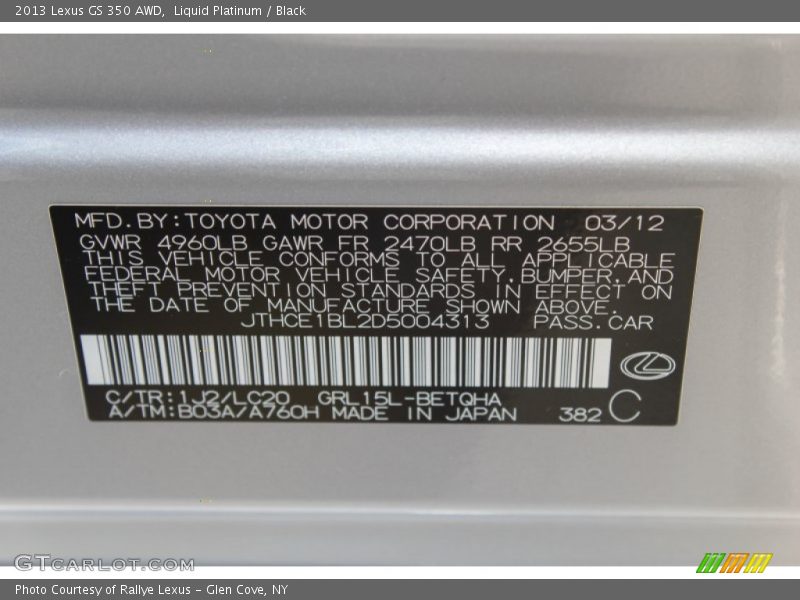 2013 Lexus GS 350 AWD,  Liquid Platinum / Black
MFD.BY:TOYOTA MOTOR CORPORATION 03/12
GVWR 4960LB GAWR FR 2470LB RR 2655LB
THIS VEHICLE CONFORMS TO ALL APPLICABLE
FEDERAL MOTOR VEHICLE SAFETY,BUMPER,AND
THEFT PREVENTION STANDARDS IN EFFECT ON
THE DATE OF MANUFACTURE SHOWN ABOVE.
JTHCE1BL2D5004313 PASS.CAR
C/TR:1J2/LC20 GRL15L-BETQHA
A/TM:B03A/A760H MADE IN JAPAN 382 C
GTCARLOT.COM
Photo Courtesy of Rallye Lexus - Glen Cove, NY